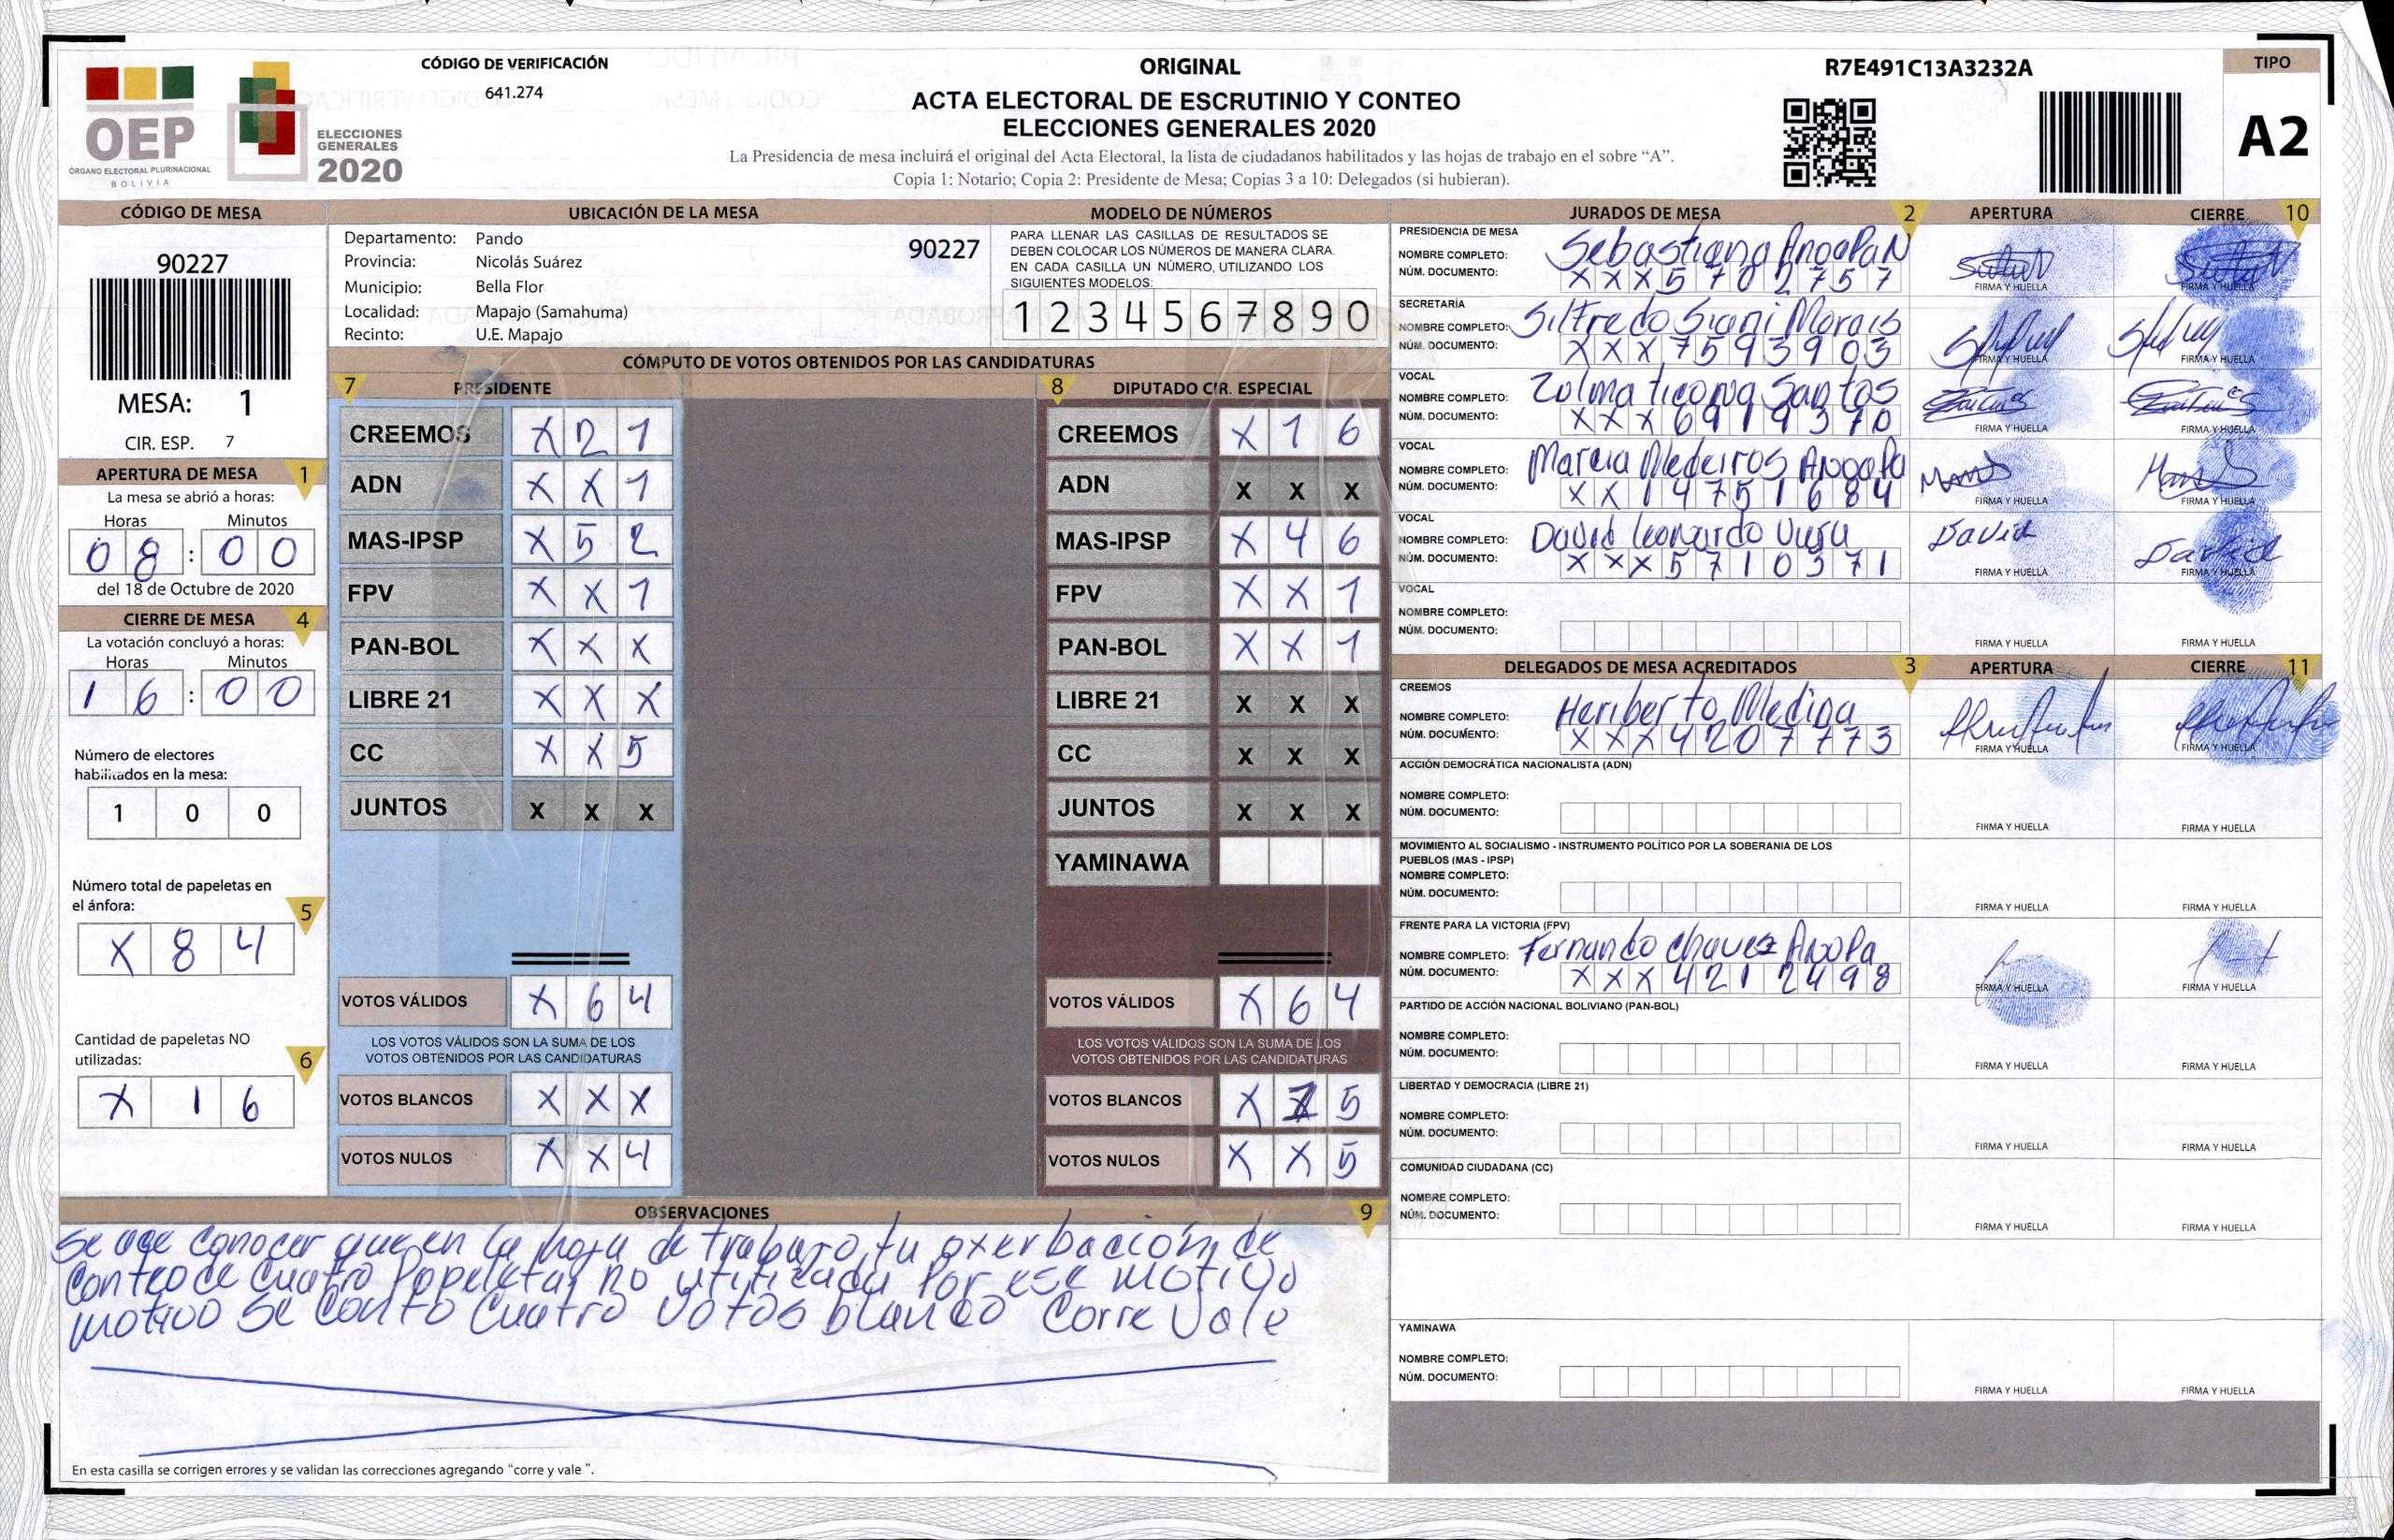 OEP
ÓRGANO ELECTORAL PLURINACIONAL
BOLIVIA
ELECCIONES
GENERALES
2020
CÓDIGO DE VERIFICACIÓN
641.274
ORIGINAL
ACTA ELECTORAL DE ESCRUTINIO Y CONTEO
ELECCIONES GENERALES 2020
La Presidencia de mesa incluirá el original del Acta Electoral, la lista de ciudadanos habilitados y las hojas de trabajo en el sobre “A”.
Copia 1: Notario; Copia 2: Presidente de Mesa; Copias 3 a 10: Delegados (si hubieran).
R7E491C13A3232A
TIPO
A2
CÓDIGO DE MESA
90227
MESA: 1
CIR. ESP. 7
APERTURA DE MESA 1
La mesa se abrió a horas:
Horas Minutos
08 : 00
del 18 de Octubre de 2020
CIERRE DE MESA 4
La votación concluyó a horas:
Horas Minutos
16 : 00
Número de electores
habilitados en la mesa:
1 0 0
Número total de papeletas en
el ánfora:
5
X 8 4
Cantidad de papeletas NO
utilizadas:
6
X 1 6
UBICACIÓN DE LA MESA
Departamento: Pando
90227
Provincia: Nicolás Suárez
Municipio: Bella Flor
Localidad: Mapajo (Samahuma)
Recinto: U.E. Mapajo
MODELO DE NÚMEROS
PARA LLENAR LAS CASILLAS DE RESULTADOS SE
DEBEN COLOCAR LOS NÚMEROS DE MANERA CLARA.
EN CADA CASILLA UN NÚMERO, UTILIZANDO LOS
SIGUIENTES MODELOS:
1 2 3 4 5 6 7 8 9 0
CÓMPUTO DE VOTOS OBTENIDOS POR LAS CANDIDATURAS
7 PRESIDENTE
CREEMOS X 2 1
ADN X X 1
MAS-IPSP X 5 2
FPV X X 1
PAN-BOL X X X
LIBRE 21 X X X
CC X X 5
JUNTOS X X X
VOTOS VÁLIDOS X 6 4
LOS VOTOS VÁLIDOS SON LA SUMA DE LOS
VOTOS OBTENIDOS POR LAS CANDIDATURAS
VOTOS BLANCOS X X X
VOTOS NULOS X X 4
8 DIPUTADO CIR. ESPECIAL
CREEMOS X 1 6
ADN X X X
MAS-IPSP X 4 6
FPV X X 1
PAN-BOL X X 1
LIBRE 21 X X X
CC X X X
JUNTOS X X X
YAMINAWA
VOTOS VÁLIDOS X 6 4
LOS VOTOS VÁLIDOS SON LA SUMA DE LOS
VOTOS OBTENIDOS POR LAS CANDIDATURAS
VOTOS BLANCOS X 5
VOTOS NULOS X X 5
OBSERVACIONES 9
conocer que en la de trabajo, de
conteo de cuatro Papeletas no utitizada Por ese motivo
motivo se conto cuatro votos blanco Corre Vale
En esta casilla se corrigen errores y se validan las correcciones agregando “corre y vale ”.
JURADOS DE MESA 2 APERTURA CIERRE 10
PRESIDENCIA DE MESA
NOMBRE COMPLETO: Sebastiana
NÚM. DOCUMENTO: X X X 5 7 0 2 7 5 7
FIRMA Y HUELLA FIRMA Y HUELLA
SECRETARÍA
NOMBRE COMPLETO: Silfredo Siani Morais
NÚM. DOCUMENTO: X X X 7 5 9 3 9 0 3
FIRMA Y HUELLA FIRMA Y HUELLA
VOCAL
NOMBRE COMPLETO: Zolma ticona Santos
NÚM. DOCUMENTO: X X X 6 9 1 9 3 7 0
FIRMA Y HUELLA FIRMA Y HUELLA
VOCAL
NOMBRE COMPLETO: Marcia Medeiros
NÚM. DOCUMENTO: X X 1 4 7 5 1 6 8 4
FIRMA Y HUELLA FIRMA Y HUELLA
VOCAL
NOMBRE COMPLETO: David Leonardo
NÚM. DOCUMENTO: X X X 5 7 1 0 3 7 1
David David
FIRMA Y HUELLA FIRMA Y HUELLA
VOCAL
NOMBRE COMPLETO:
NÚM. DOCUMENTO:
FIRMA Y HUELLA FIRMA Y HUELLA
DELEGADOS DE MESA ACREDITADOS 3 APERTURA CIERRE 11
CREEMOS
NOMBRE COMPLETO: Heriberto Medina
NÚM. DOCUMENTO: X X X 4 2 0 7 7 7 3
FIRMA Y HUELLA FIRMA Y HUELLA
ACCIÓN DEMOCRÁTICA NACIONALISTA (ADN)
NOMBRE COMPLETO:
NÚM. DOCUMENTO:
FIRMA Y HUELLA FIRMA Y HUELLA
MOVIMIENTO AL SOCIALISMO - INSTRUMENTO POLÍTICO POR LA SOBERANIA DE LOS
PUEBLOS (MAS - IPSP)
NOMBRE COMPLETO:
NÚM. DOCUMENTO:
FIRMA Y HUELLA FIRMA Y HUELLA
FRENTE PARA LA VICTORIA (FPV)
NOMBRE COMPLETO: Fernando Chavez
NÚM. DOCUMENTO: X X X 4 2 1 2 4 9 8
FIRMA Y HUELLA FIRMA Y HUELLA
PARTIDO DE ACCIÓN NACIONAL BOLIVIANO (PAN-BOL)
NOMBRE COMPLETO:
NÚM. DOCUMENTO:
FIRMA Y HUELLA FIRMA Y HUELLA
LIBERTAD Y DEMOCRACIA (LIBRE 21)
NOMBRE COMPLETO:
NÚM. DOCUMENTO:
FIRMA Y HUELLA FIRMA Y HUELLA
COMUNIDAD CIUDADANA (CC)
NOMBRE COMPLETO:
NÚM. DOCUMENTO:
FIRMA Y HUELLA FIRMA Y HUELLA
YAMINAWA
NOMBRE COMPLETO:
NÚM. DOCUMENTO:
FIRMA Y HUELLA FIRMA Y HUELLA